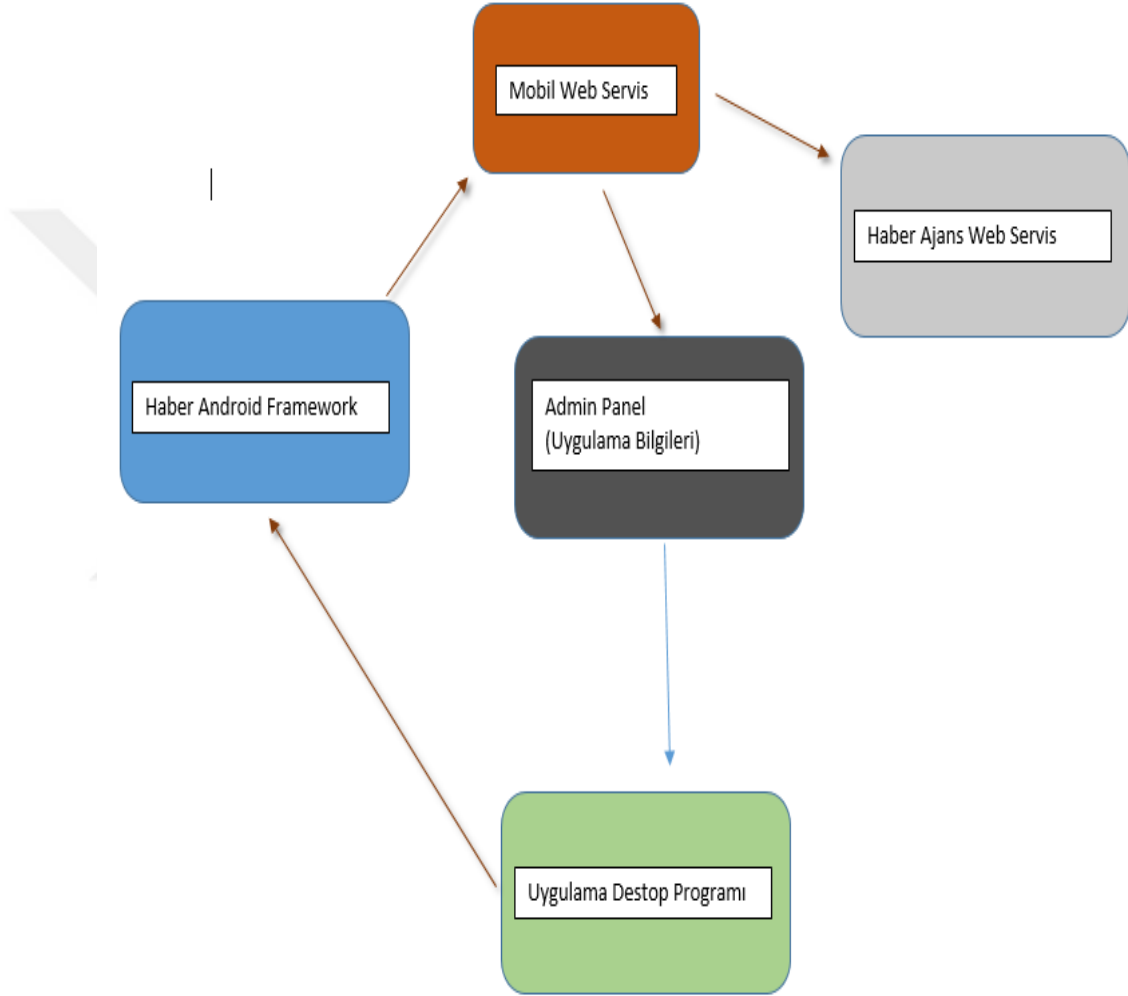 Mobil Web Servis
Haber Ajans Web Servis
Haber Android Framework
Admin Panel
(Uygulama Bilgileri)
Uygulama Destop Programı